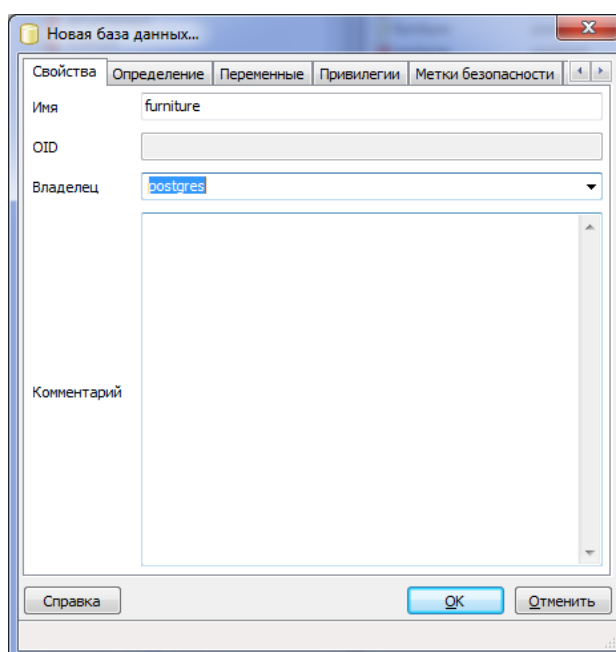 Новая база данных...
Свойства Определение Переменные Привилегии Метки безопасности
Имя furniture
OID
Владелец postgres
Комментарий
Справка OK Отменить